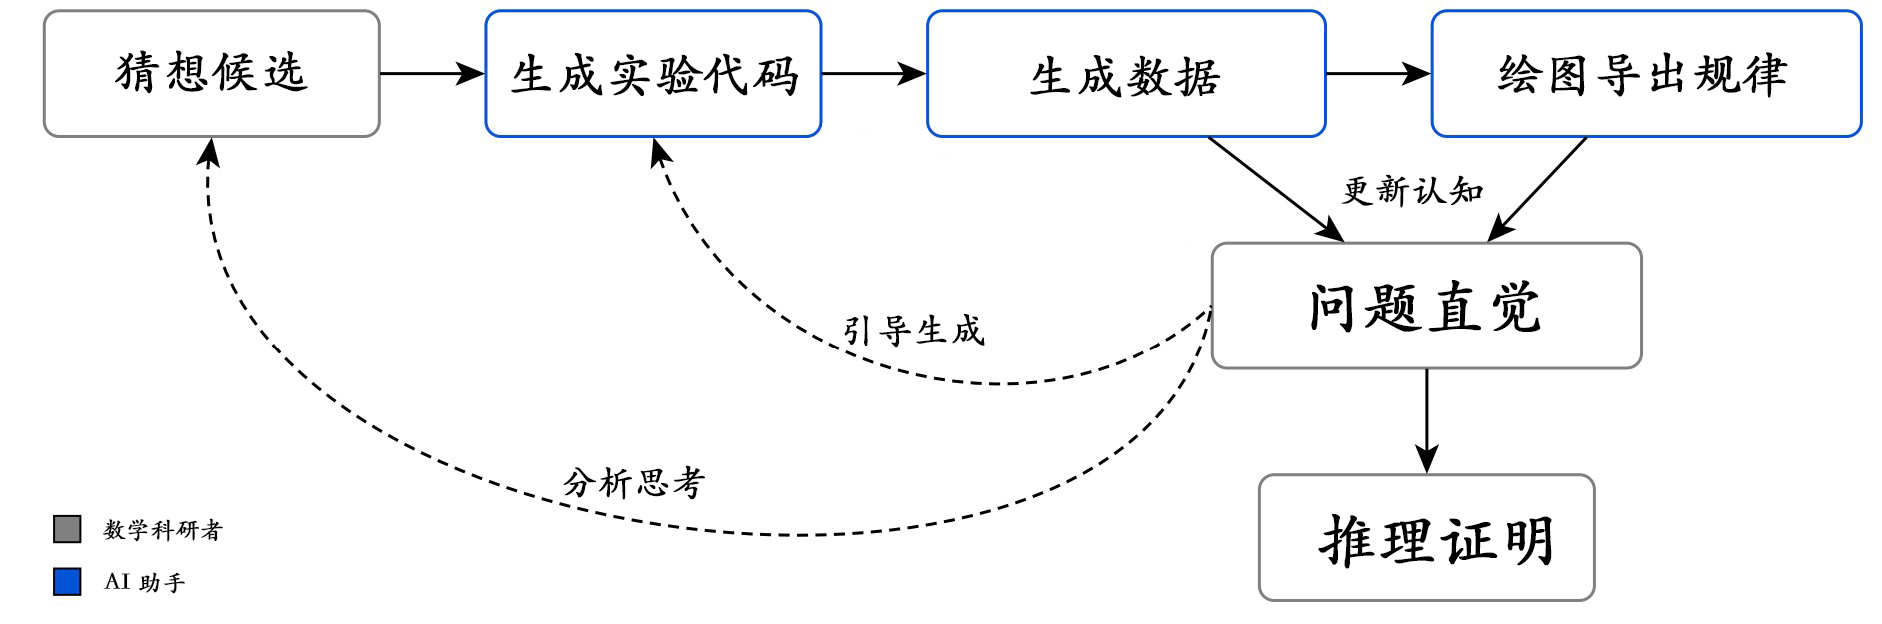 猜想候选
生成实验代码
生成数据
绘图导出规律
更新认知
问题直觉
引导生成
分析思考
推理证明
数学科研者
AI 助手